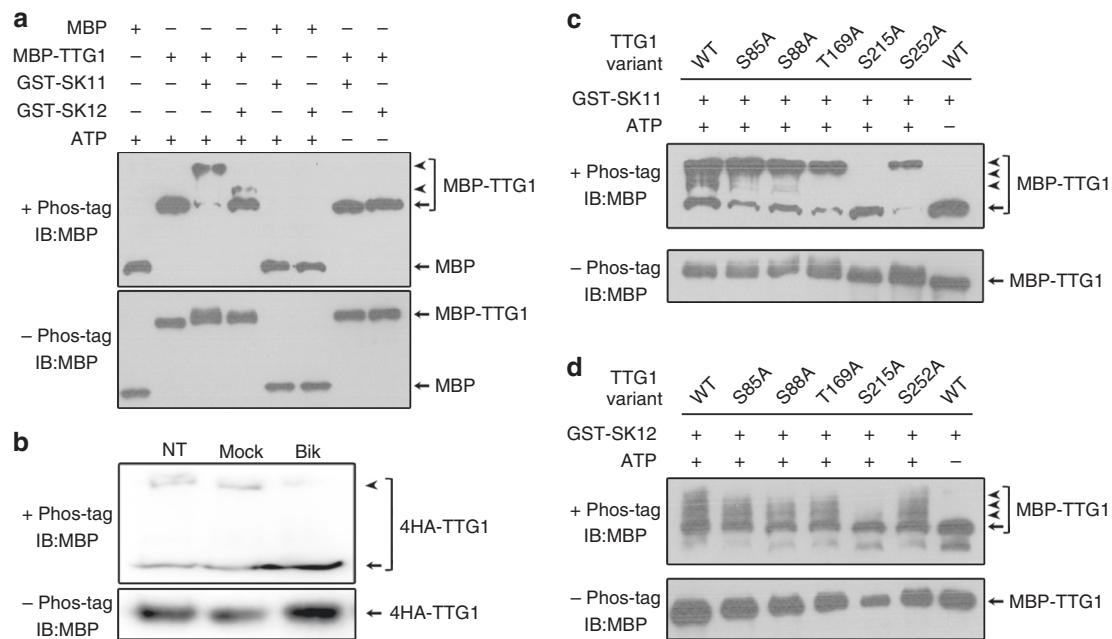 a
MBP + – – – + + – –
MBP-TTG1 – + + + – – + +
GST-SK11 – – + – + – + –
GST-SK12 – – – + – + – +
ATP + + + + + + – –
+ Phos-tag
IB:MBP
MBP-TTG1
MBP
– Phos-tag
IB:MBP
MBP-TTG1
MBP
b
NT Mock Bik
+ Phos-tag
IB:MBP
4HA-TTG1
– Phos-tag
IB:MBP
4HA-TTG1
c
TTG1
variant
WT S85A S88A T169A S215A S252A WT
GST-SK11 + + + + + + +
ATP + + + + + + –
+ Phos-tag
IB:MBP
MBP-TTG1
– Phos-tag
IB:MBP
MBP-TTG1
d
TTG1
variant
WT S85A S88A T169A S215A S252A WT
GST-SK12 + + + + + + +
ATP + + + + + + –
+ Phos-tag
IB:MBP
MBP-TTG1
– Phos-tag
IB:MBP
MBP-TTG1